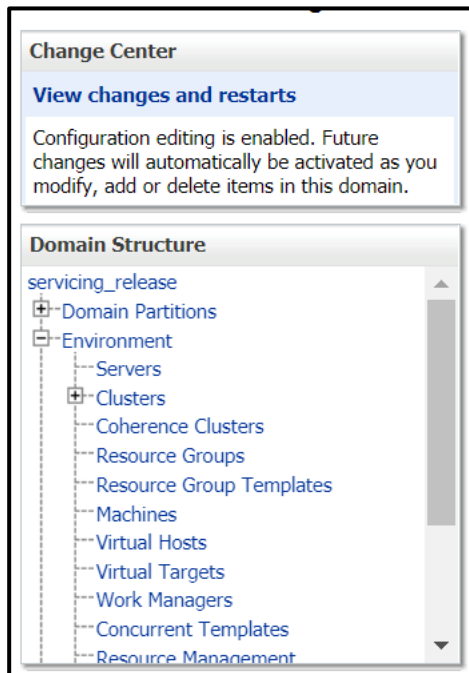 Change Center
View changes and restarts
Configuration editing is enabled. Future
changes will automatically be activated as you
modify, add or delete items in this domain.
Domain Structure
servicing_release
Domain Partitions
Environment
Servers
Clusters
Coherence Clusters
Resource Groups
Resource Group Templates
Machines
Virtual Hosts
Virtual Targets
Work Managers
Concurrent Templates
Resource Management